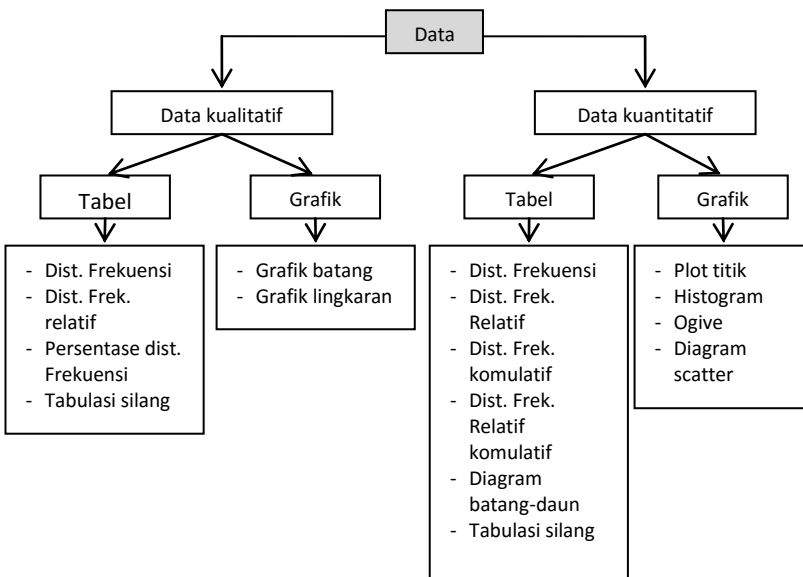 Data
Data kualitatif
Data kuantitatif
Tabel
Grafik
Tabel
Grafik
- Dist. Frekuensi
- Dist. Frek.
relatif
- Persentase dist.
Frekuensi
- Tabulasi silang
- Grafik batang
- Grafik lingkaran
- Dist. Frekuensi
- Dist. Frek.
Relatif
- Dist. Frek.
komulatif
- Dist. Frek.
Relatif
komulatif
- Diagram
batang-daun
- Tabulasi silang
- Plot titik
- Histogram
- Ogive
- Diagram
scatter